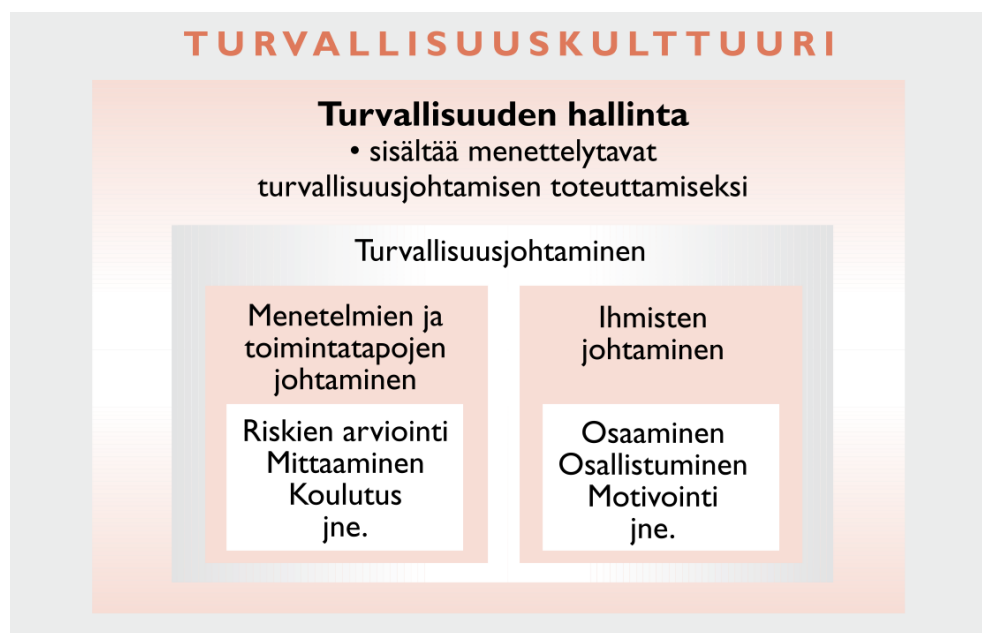 TURVALLISUUSKULTTUURI
Turvallisuuden hallinta
• sisältää menettelytavat
turvallisuusjohtamisen toteuttamiseksi
Turvallisuusjohtaminen
Menetelmien ja
toimintatapojen
johtaminen
Riskien arviointi
Mittaaminen
Koulutus
jne.
Ihmisten
johtaminen
Osaaminen
Osallistuminen
Motivointi
jne.